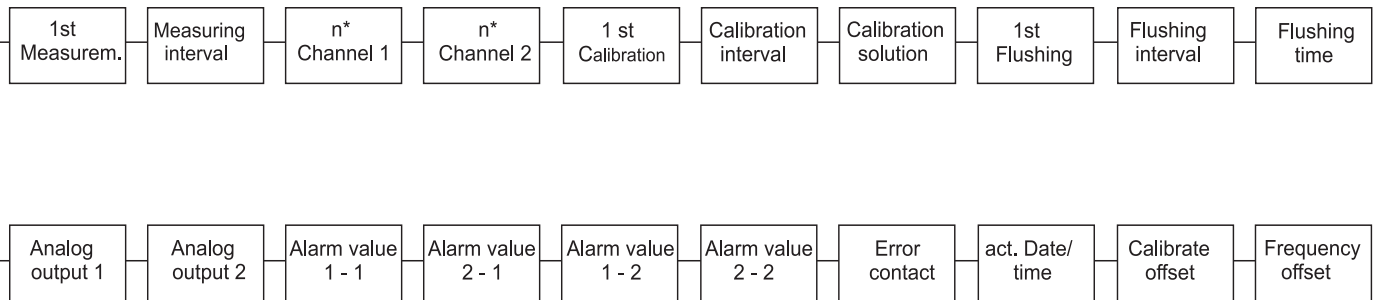 1st
Measurem.
Measuring
interval
n*
Channel 1
n*
Channel 2
1 st
Calibration
Calibration
interval
Calibration
solution
1st
Flushing
Flushing
interval
Flushing
time
Analog
output 1
Analog
output 2
Alarm value
1 - 1
Alarm value
2 - 1
Alarm value
1 - 2
Alarm value
2 - 2
Error
contact
act. Date/
time
Calibrate
offset
Frequency
offset